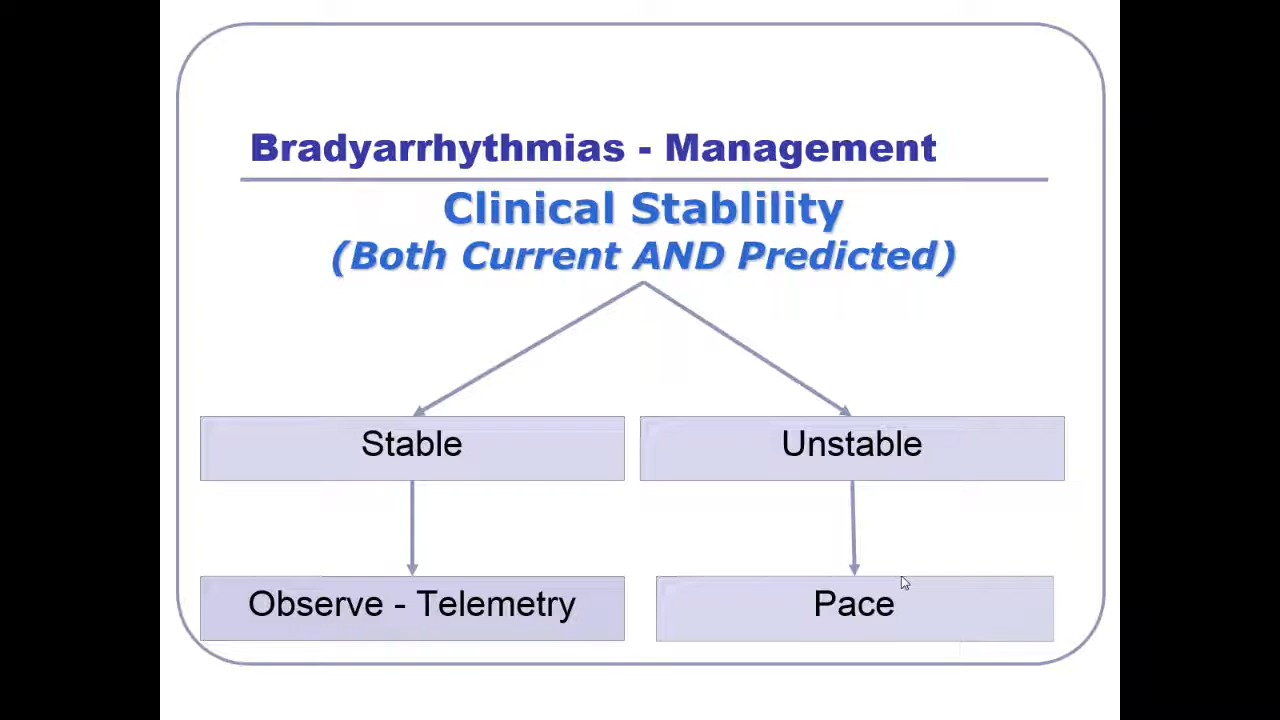 Bradyarrhythmias - Management
Clinical Stablility
(Both Current AND Predicted)
Stable
Unstable
Observe - Telemetry
Pace